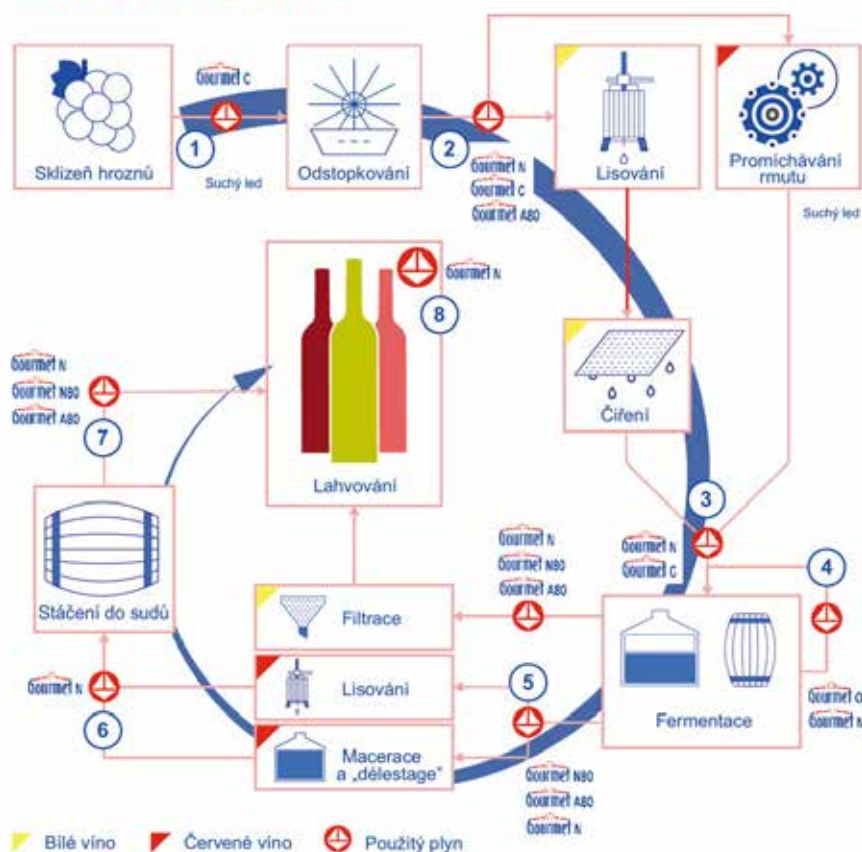 Gourmet C
1
2
Sklizeň hroznů
Suchý led
Odstopkování
Lisování
Promíchávání
rmutu
Suchý led
Gourmet N
Gourmet C
Gourmet A80
Gourmet N
8
Gourmet N
Gourmet N80
Gourmet A80
7
Lahvování
Čiření
3
Gourmet N
Gourmet C
4
Stáčení do sudů
Filtrace
Gourmet N
Gourmet N80
Gourmet A80
Gourmet N
6
Lisování
5
Fermentace
Gourmet O
Gourmet N
Macerace
a „délestage“
Gourmet N80
Gourmet A80
Gourmet N
Bílé víno
Červené víno
Použitý plyn